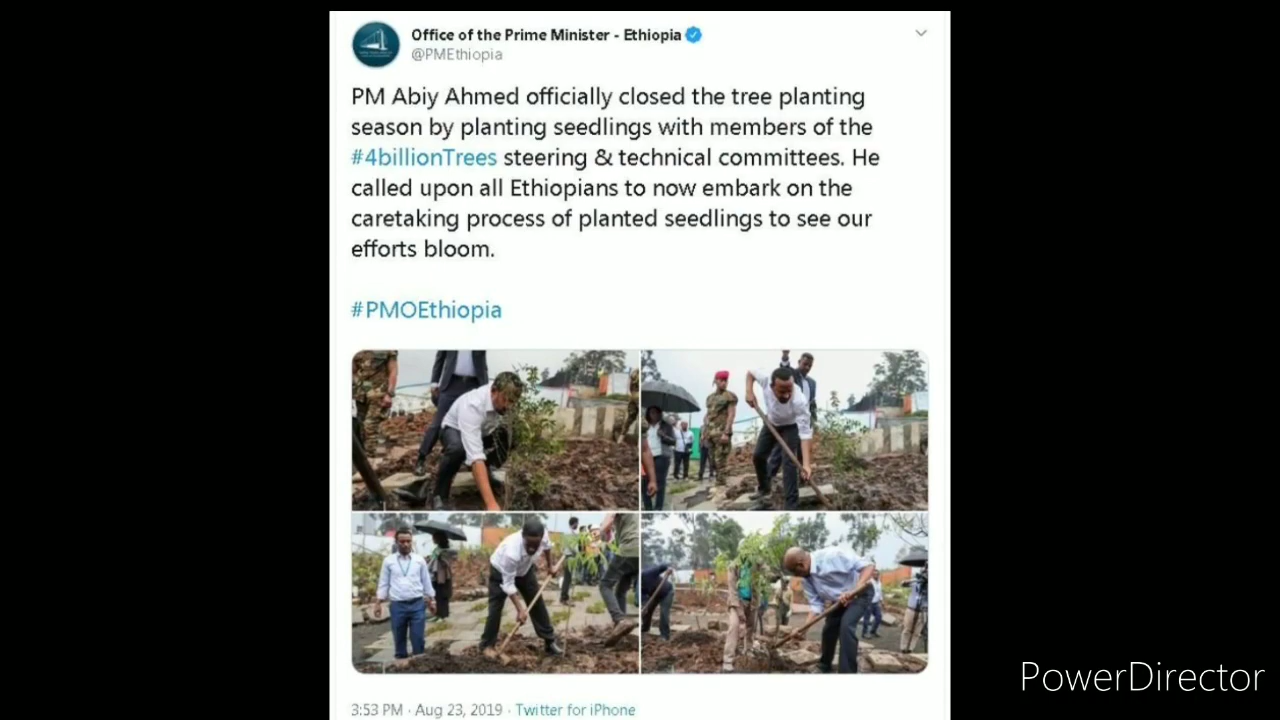 Office of the Prime Minister - Ethiopia
@PMEthiopia
PM Abiy Ahmed officially closed the tree planting
season by planting seedlings with members of the
#4billionTrees steering & technical committees. He
called upon all Ethiopians to now embark on the
caretaking process of planted seedlings to see our
efforts bloom.
#PMOEthiopia
3:53 PM · Aug 23, 2019 · Twitter for iPhone
PowerDirector